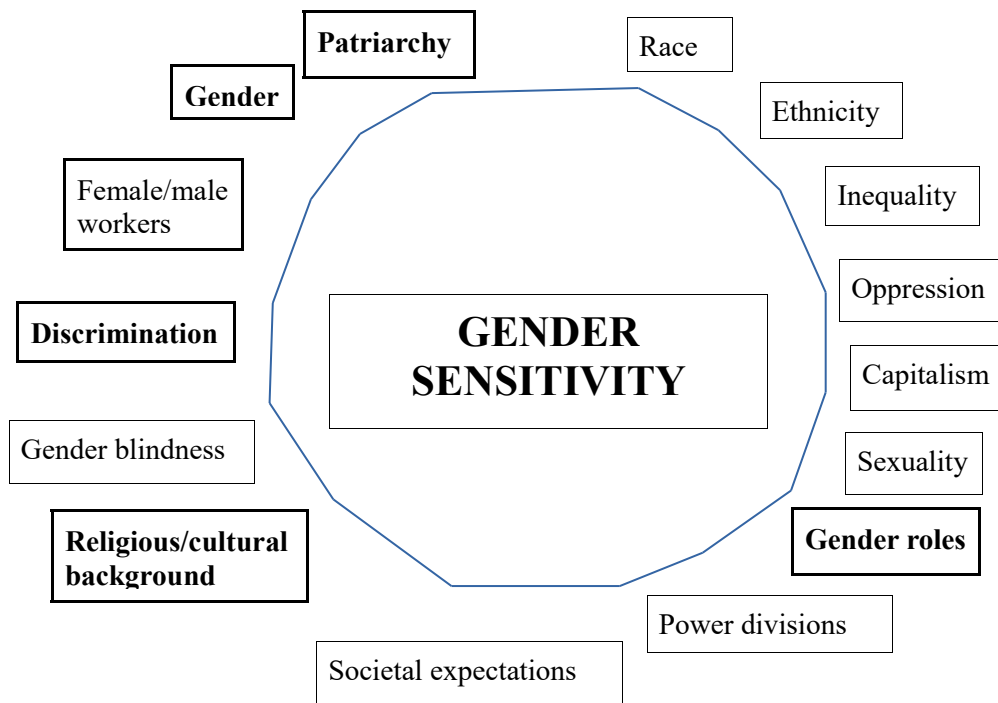 Patriarchy
Race
Gender
Ethnicity
Female/male
workers
Inequality
Oppression
Discrimination
GENDER
SENSITIVITY
Capitalism
Gender blindness
Sexuality
Religious/cultural
background
Gender roles
Power divisions
Societal expectations